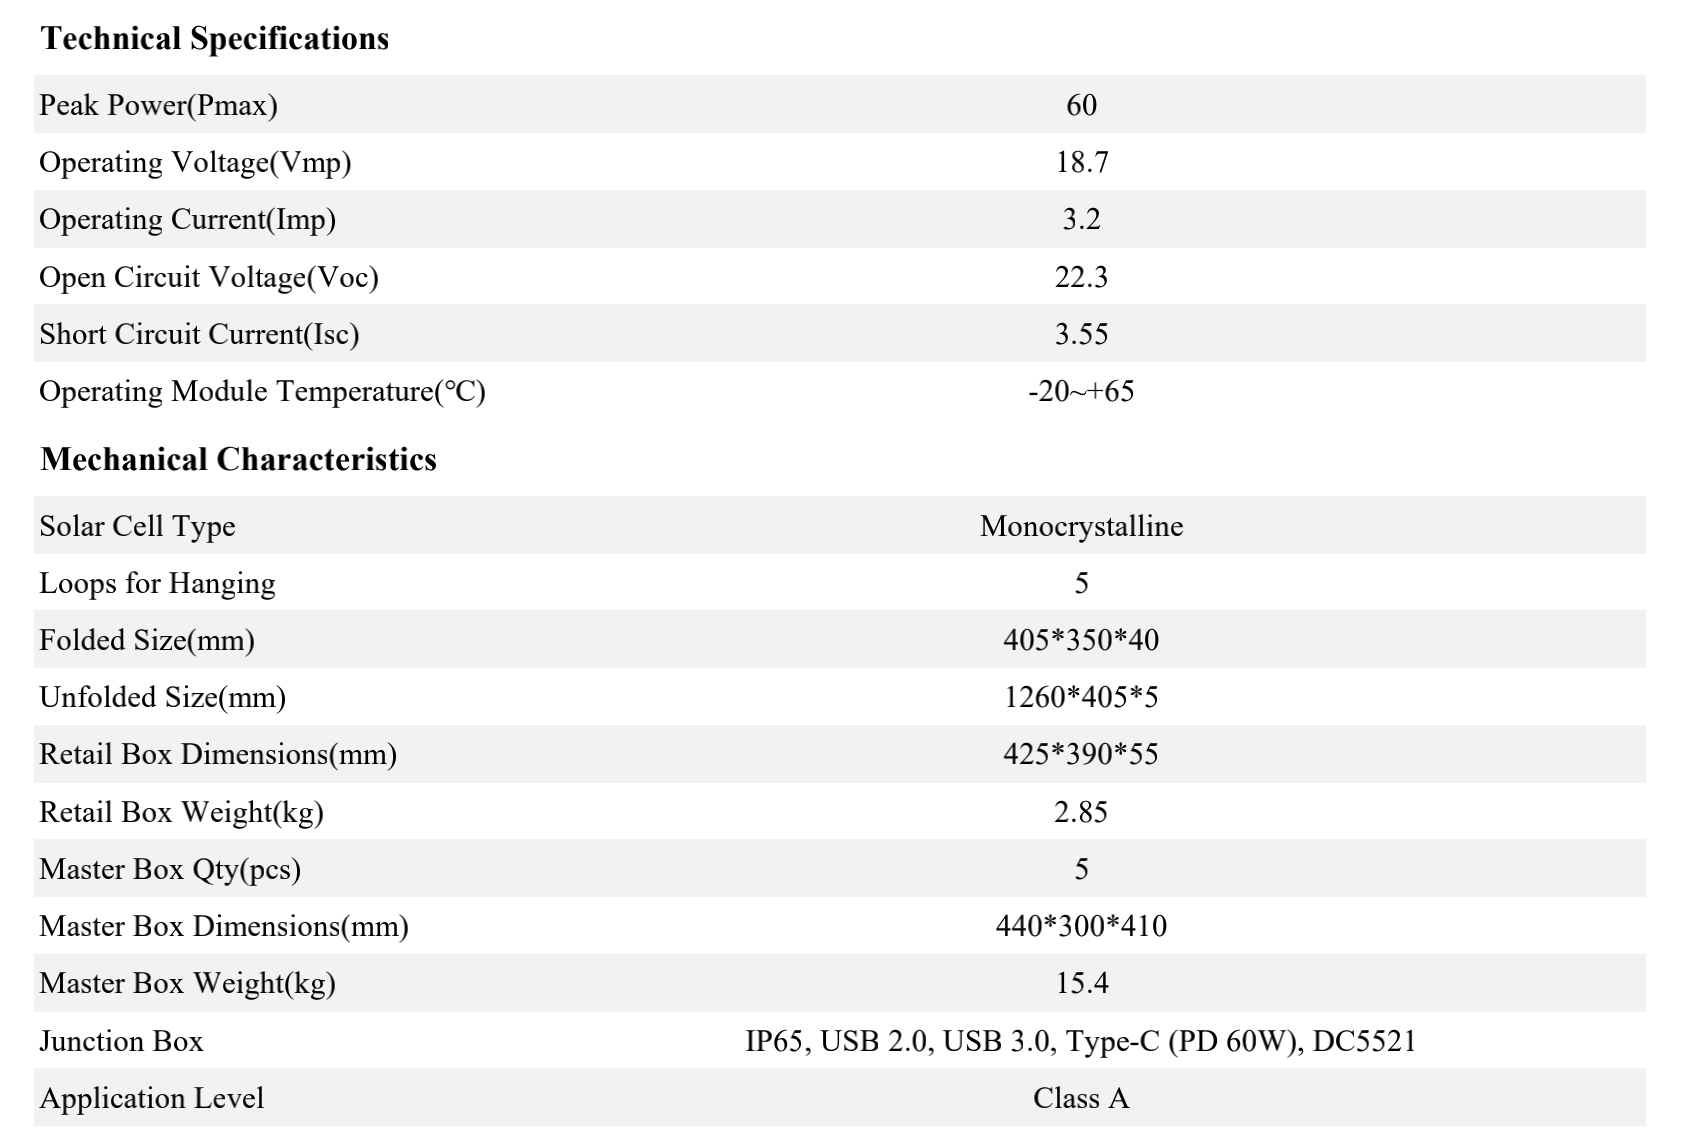 Technical Specifications
Peak Power(Pmax) 60
Operating Voltage(Vmp) 18.7
Operating Current(Imp) 3.2
Open Circuit Voltage(Voc) 22.3
Short Circuit Current(Isc) 3.55
Operating Module Temperature(℃) -20~+65
Mechanical Characteristics
Solar Cell Type Monocrystalline
Loops for Hanging 5
Folded Size(mm) 405*350*40
Unfolded Size(mm) 1260*405*5
Retail Box Dimensions(mm) 425*390*55
Retail Box Weight(kg) 2.85
Master Box Qty(pcs) 5
Master Box Dimensions(mm) 440*300*410
Master Box Weight(kg) 15.4
Junction Box IP65, USB 2.0, USB 3.0, Type-C (PD 60W), DC5521
Application Level Class A